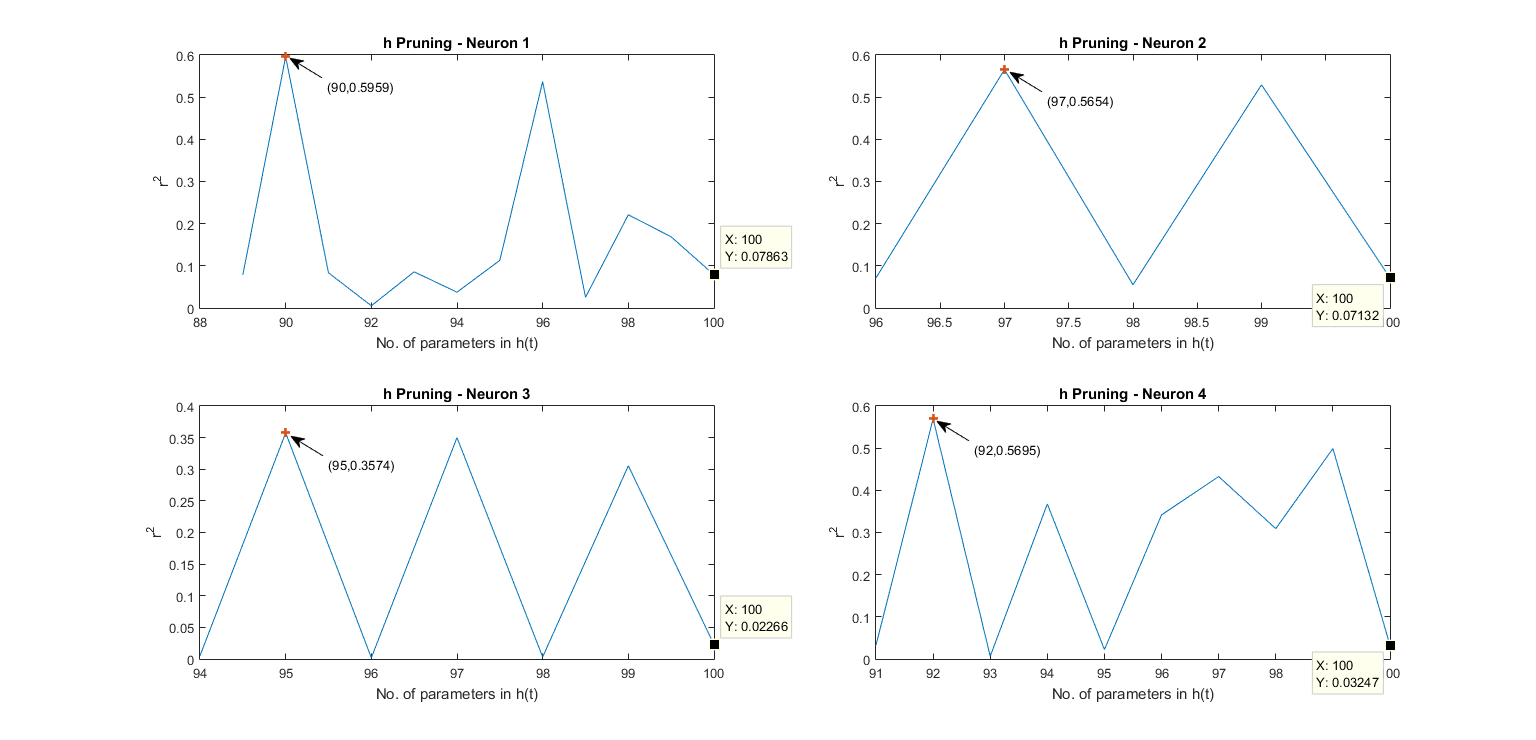 h Pruning - Neuron 1
0.6
0.5
0.4
0.3
0.2
0.1
0
r2
(90,0.5959)
X: 100
Y: 0.07863
88 90 92 94 96 98 100
No. of parameters in h(t)
h Pruning - Neuron 2
0.6
0.5
0.4
0.3
0.2
0.1
0
r2
(97,0.5654)
X: 100
Y: 0.07132
96 96.5 97 97.5 98 98.5 99 00
No. of parameters in h(t)
h Pruning - Neuron 3
0.4
0.35
0.3
0.25
0.2
0.15
0.1
0.05
0
r2
(95,0.3574)
X: 100
Y: 0.02266
94 95 96 97 98 99 100
No. of parameters in h(t)
h Pruning - Neuron 4
0.6
0.5
0.4
0.3
0.2
0.1
0
r2
(92,0.5695)
X: 100
Y: 0.03247
91 92 93 94 95 96 97 98 00
No. of parameters in h(t)